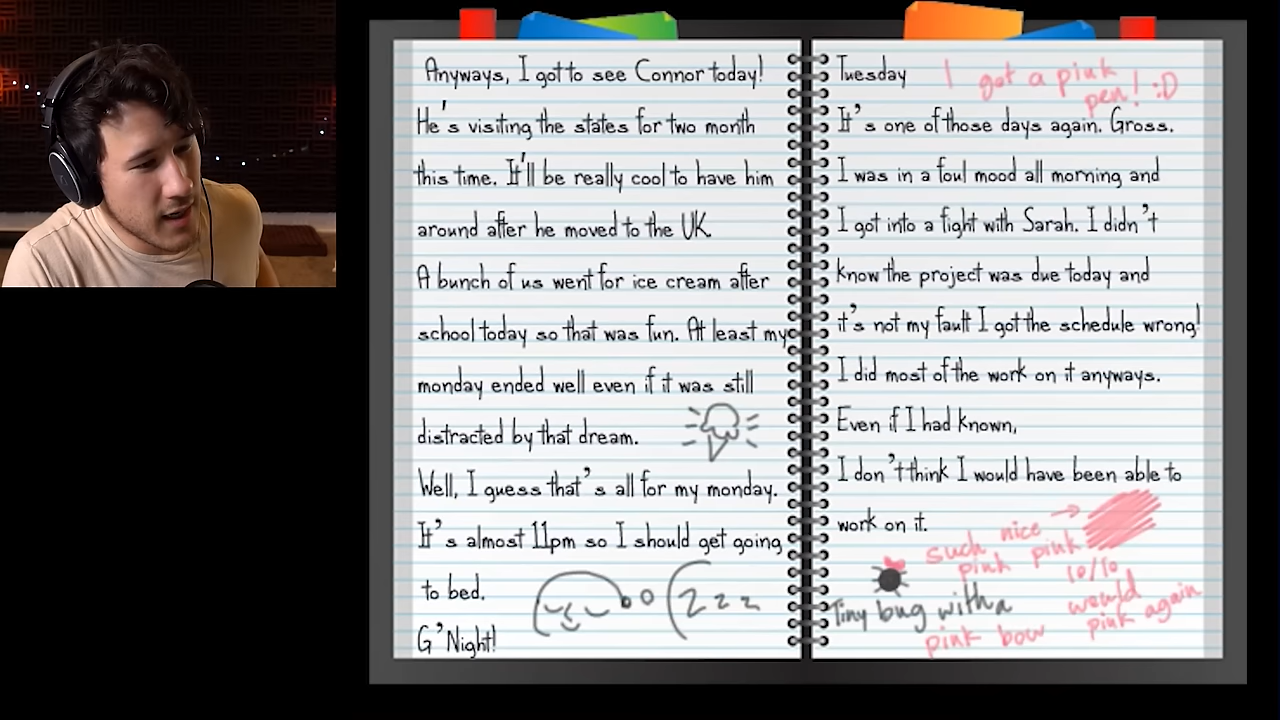 Anyways, I got to see Connor today!
He's visiting the states for two month
this time. It'll be really cool to have him
around after he moved to the UK.
A bunch of us went for ice cream after
school today so that was fun. At least my
monday ended well even if it was still
distracted by that dream.
Well, I guess that's all for my monday.
It's almost 11pm so I should get going
to bed.
Z z z
G'Night!
Tuesday
I got a pink
pen! :D
It's one of those days again. Gross.
I was in a foul mood all morning and
I got into a fight with Sarah. I didn't
know the project was due today and
it's not my fault I got the schedule wrong!
I did most of the work on it anyways.
Even if I had known,
I don't think I would have been able to
work on it.
such nice
pink pink
10/10
would
pink again
Tiny bug with a
pink bow